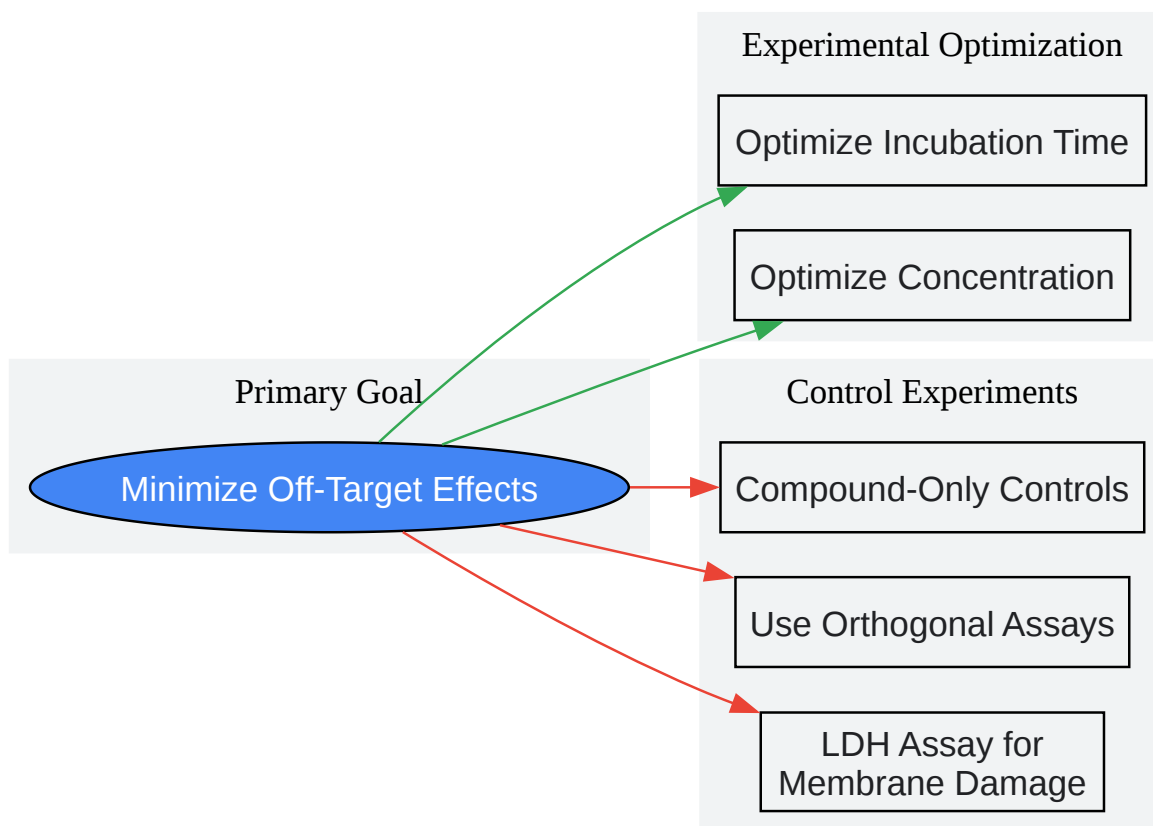 Experimental Optimization
Optimize Incubation Time
Optimize Concentration
Primary Goal
Minimize Off-Target Effects
Control Experiments
Compound-Only Controls
Use Orthogonal Assays
LDH Assay for
Membrane Damage